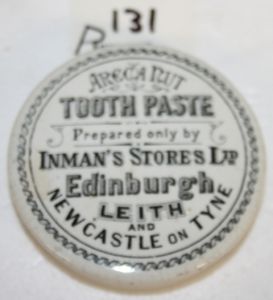 131
R
ARECA NUT
TOOTH PASTE
Prepared only by
INMAN'S STORES LTD
Edinburgh
LEITH
AND
NEWCASTLE ON TYNE